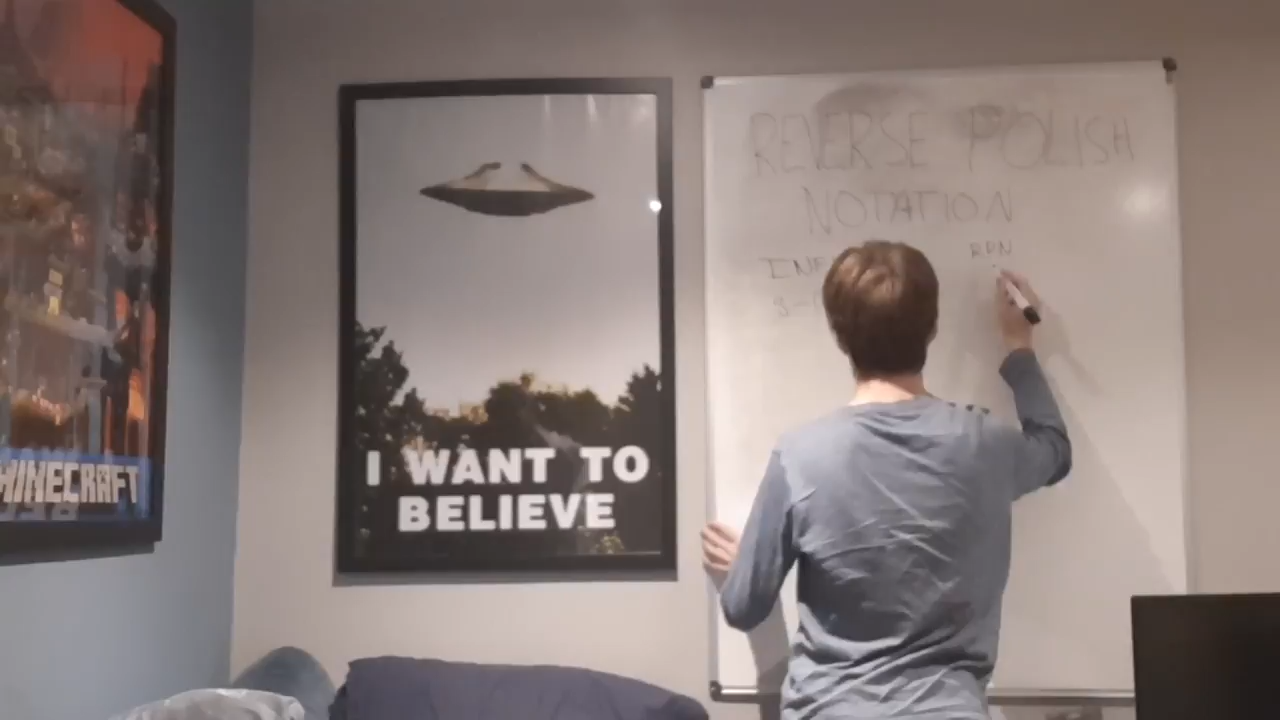 MINECRAFT
I WANT TO
BELIEVE
REVERSE POLISH
NOTATION
RPN